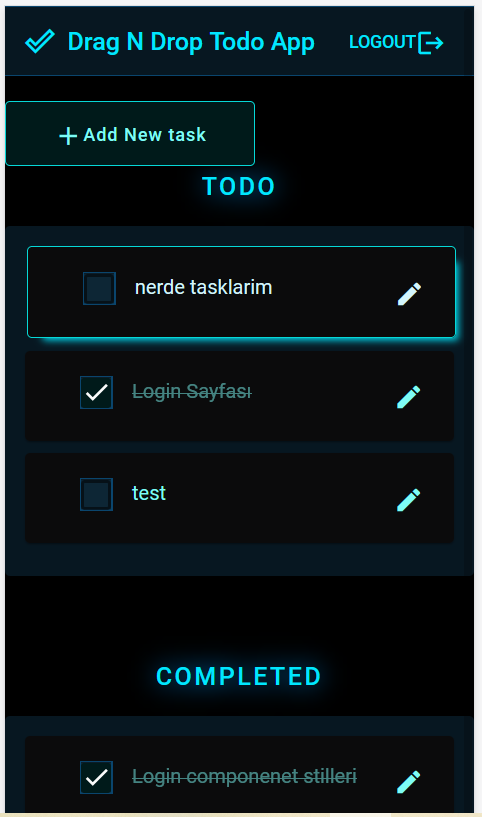 Drag N Drop Todo App
LOGOUT
+ Add New task
TODO
nerde tasklarim
Login Sayfası
test
COMPLETED
Login componenet stilleri